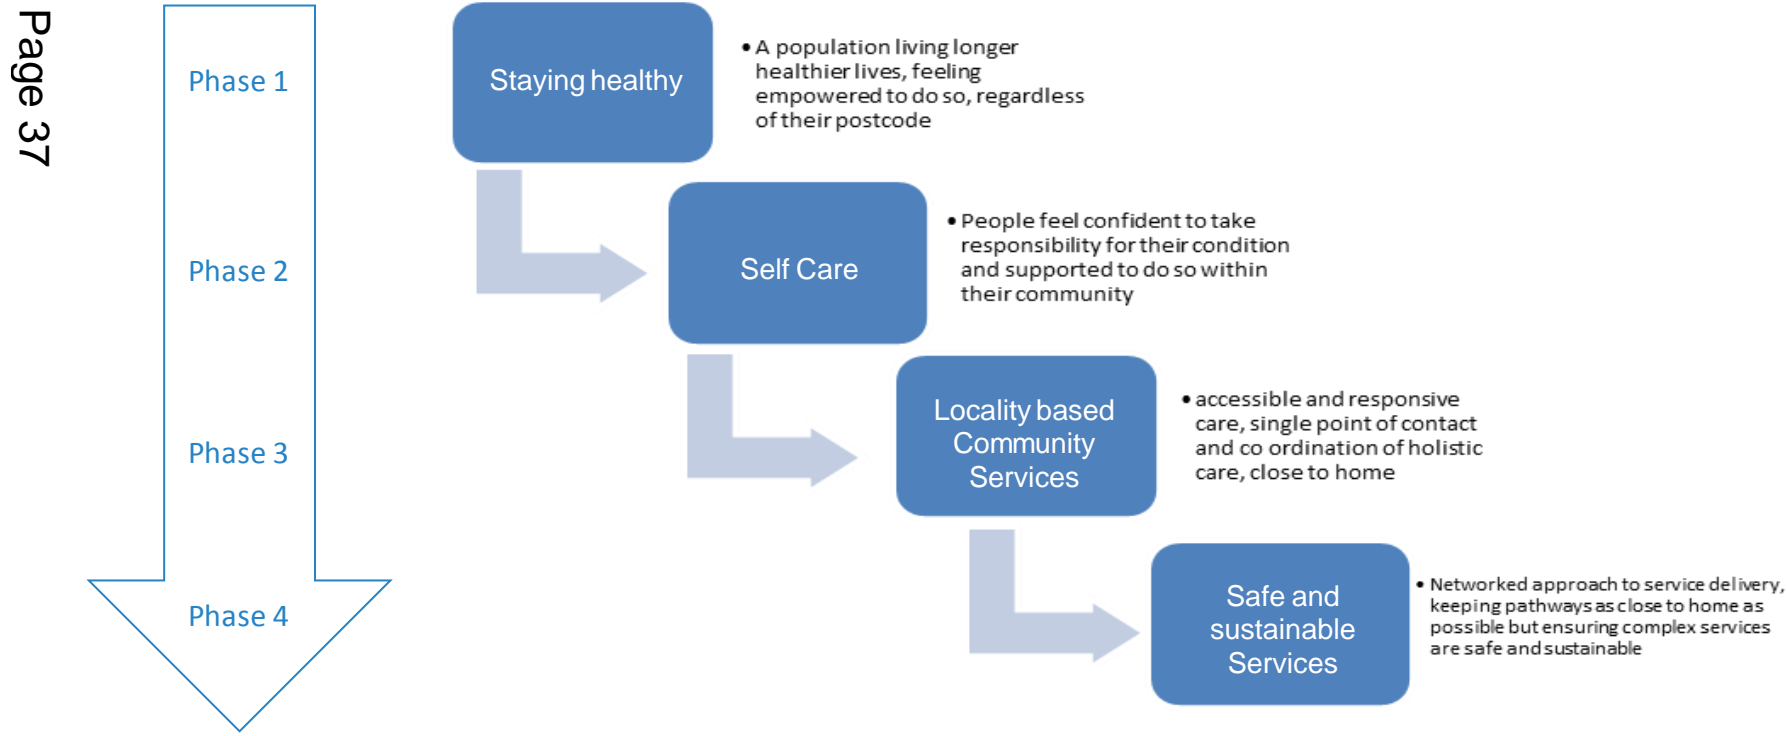 Page 37
Phase 1
Staying healthy
• A population living longer
healthier lives, feeling
empowered to do so, regardless
of their postcode
Phase 2
Self Care
• People feel confident to take
responsibility for their condition
and supported to do so within
their community
Phase 3
Locality based
Community
Services
• accessible and responsive
care, single point of contact
and co ordination of holistic
care, close to home
Phase 4
Safe and
sustainable
Services
• Networked approach to service delivery,
keeping pathways as close to home as
possible but ensuring complex services
are safe and sustainable